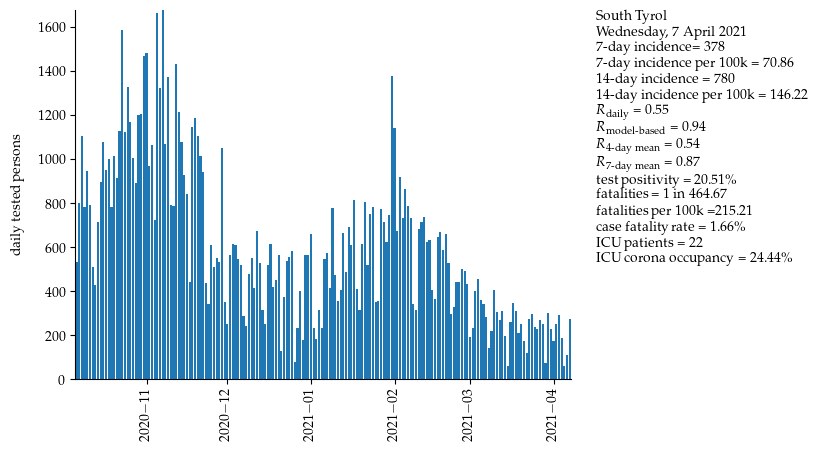 1600
1400
1200
1000
800
600
400
200
0
daily tested persons
2020−11
2020−12
2021−01
2021−02
2021−03
2021−04
South Tyrol
Wednesday, 7 April 2021
7-day incidence= 378
7-day incidence per 100k = 70.86
14-day incidence = 780
14-day incidence per 100k = 146.22
R daily = 0.55
R model-based = 0.94
R 4-day mean = 0.54
R 7-day mean = 0.87
test positivity = 20.51%
fatalities = 1 in 464.67
fatalities per 100k =215.21
case fatality rate = 1.66%
ICU patients = 22
ICU corona occupancy = 24.44%